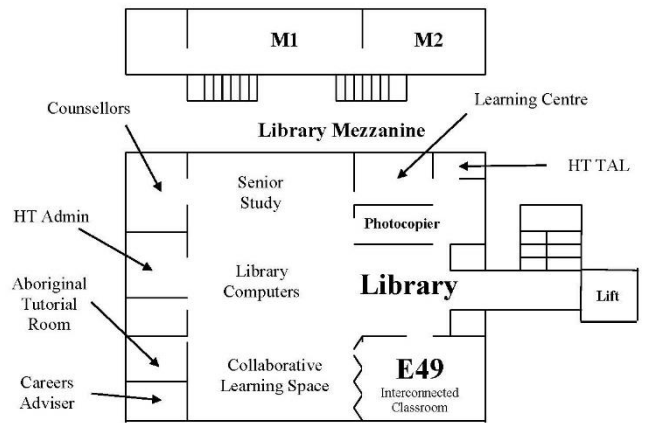 M1
M2
Learning Centre
Counsellors
Library Mezzanine
HT TAL
Senior
Study
HT Admin
Photocopier
Aboriginal
Tutorial
Room
Library
Computers
Library
Lift
Careers
Adviser
Collaborative
Learning Space
E49
Interconnected
Classroom